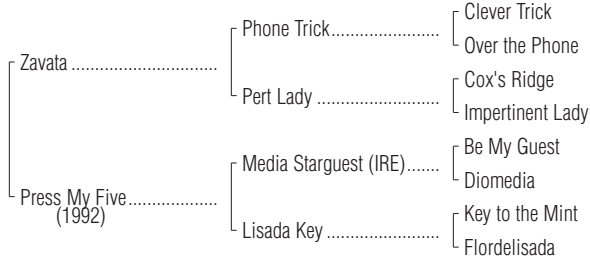 Clever Trick
Phone Trick
Over the Phone
Zavata
Cox's Ridge
Pert Lady
Impertinent Lady
Be My Guest
Media Starguest (IRE)
Diomedia
Press My Five
(1992)
Key to the Mint
Lisada Key
Flordelisada